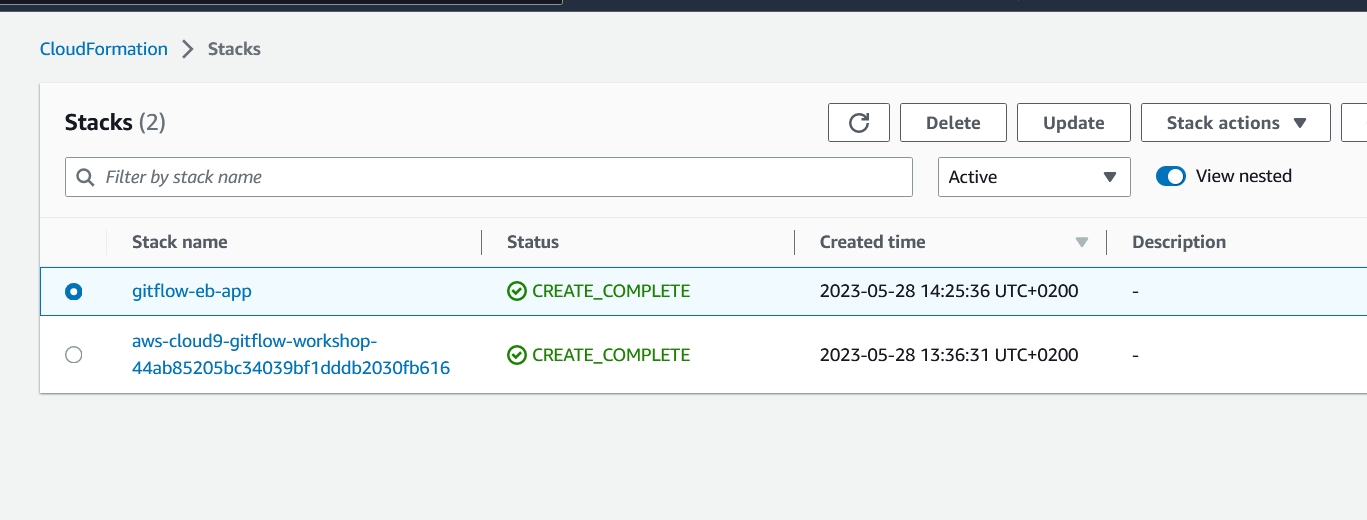 CloudFormation > Stacks
Stacks (2)
Delete
Update
Stack actions
Filter by stack name
Active
View nested
Stack name
Status
Created time
Description
gitflow-eb-app
CREATE_COMPLETE
2023-05-28 14:25:36 UTC+0200
-
aws-cloud9-gitflow-workshop-
44ab85205bc34039bf1dddb2030fb616
CREATE_COMPLETE
2023-05-28 13:36:31 UTC+0200
-